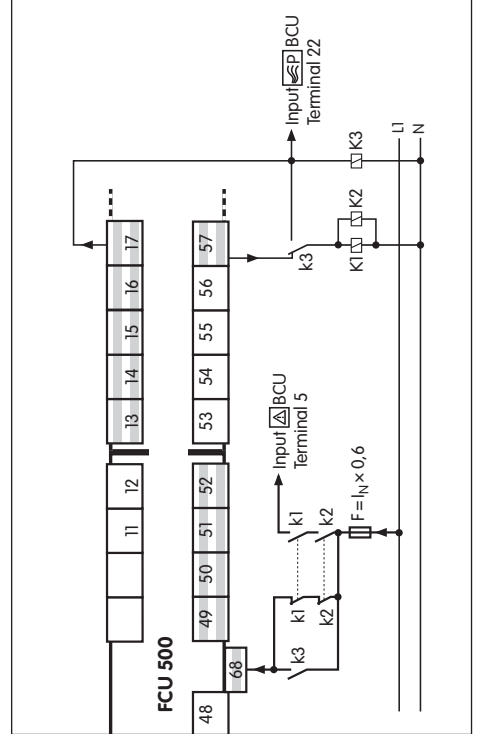 FCU 500
11
12
13
14
15
16
17
48
68
49
50
51
52
53
54
55
56
57
k3
k1
k2
k1
k2
F = I_N × 0,6
Input ⚠ BCU
Terminal 5
k3
K1
K2
K3
Input P BCU
Terminal 22
L1
N